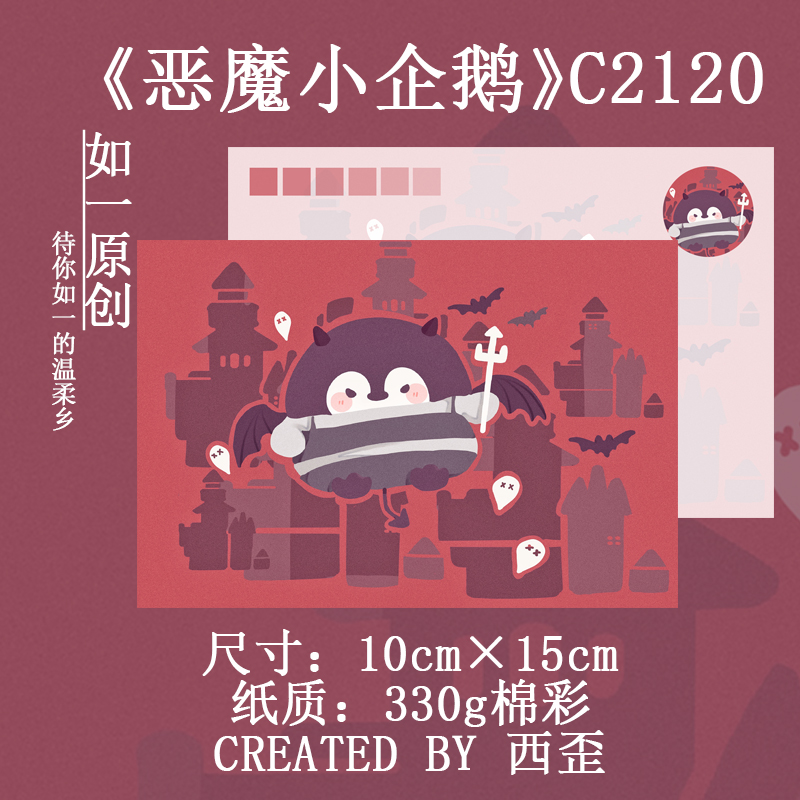 《恶魔小企鹅》C2120
如一原创
待你如一的温柔乡
尺寸：10cm×15cm
纸质：330g棉彩
CREATED BY 西歪